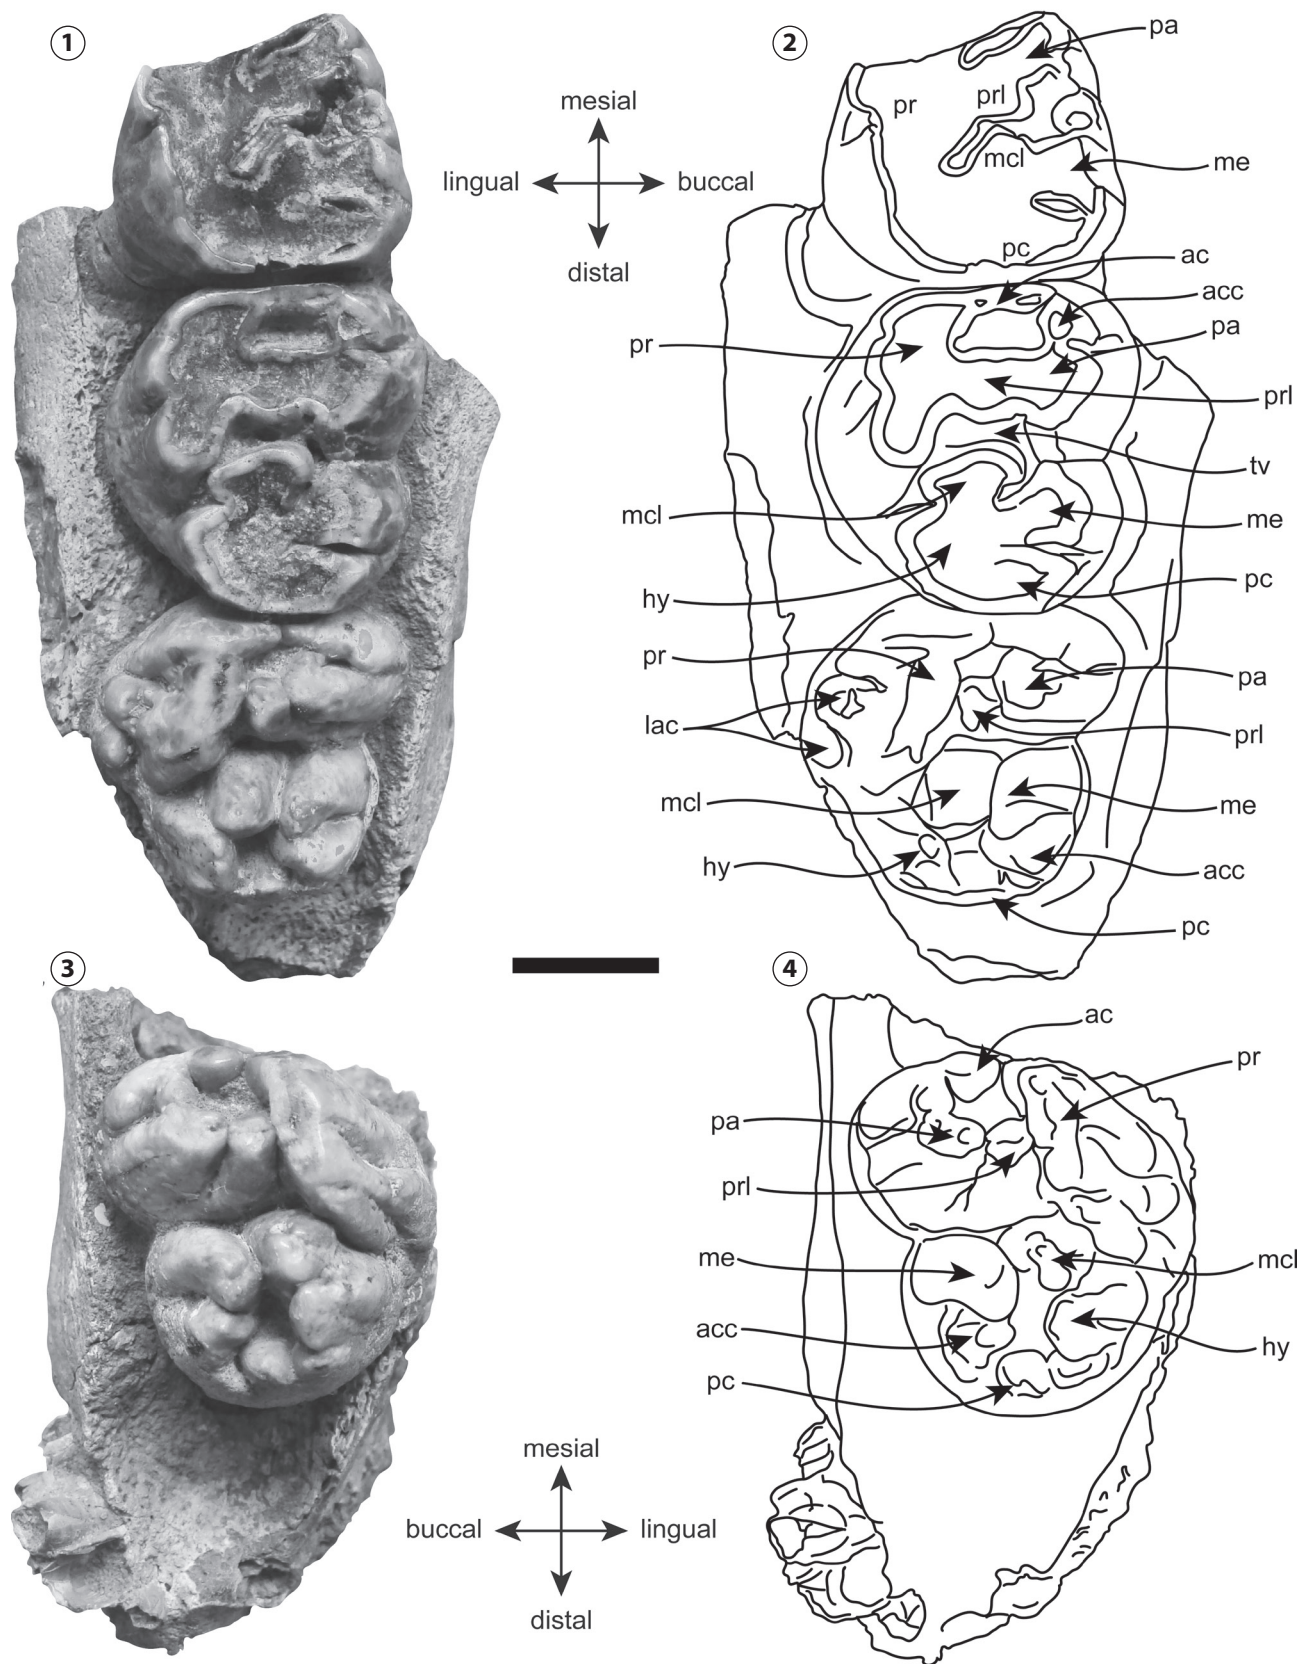 1
2
mesial
lingual
buccal
distal
pa
pr
prl
mcl
me
pc
ac
acc
pr
pa
prl
tv
mcl
me
hy
pc
pr
pa
lac
prl
mcl
me
hy
acc
pc
3
4
ac
pr
pa
prl
me
mcl
acc
hy
pc
mesial
buccal
lingual
distal